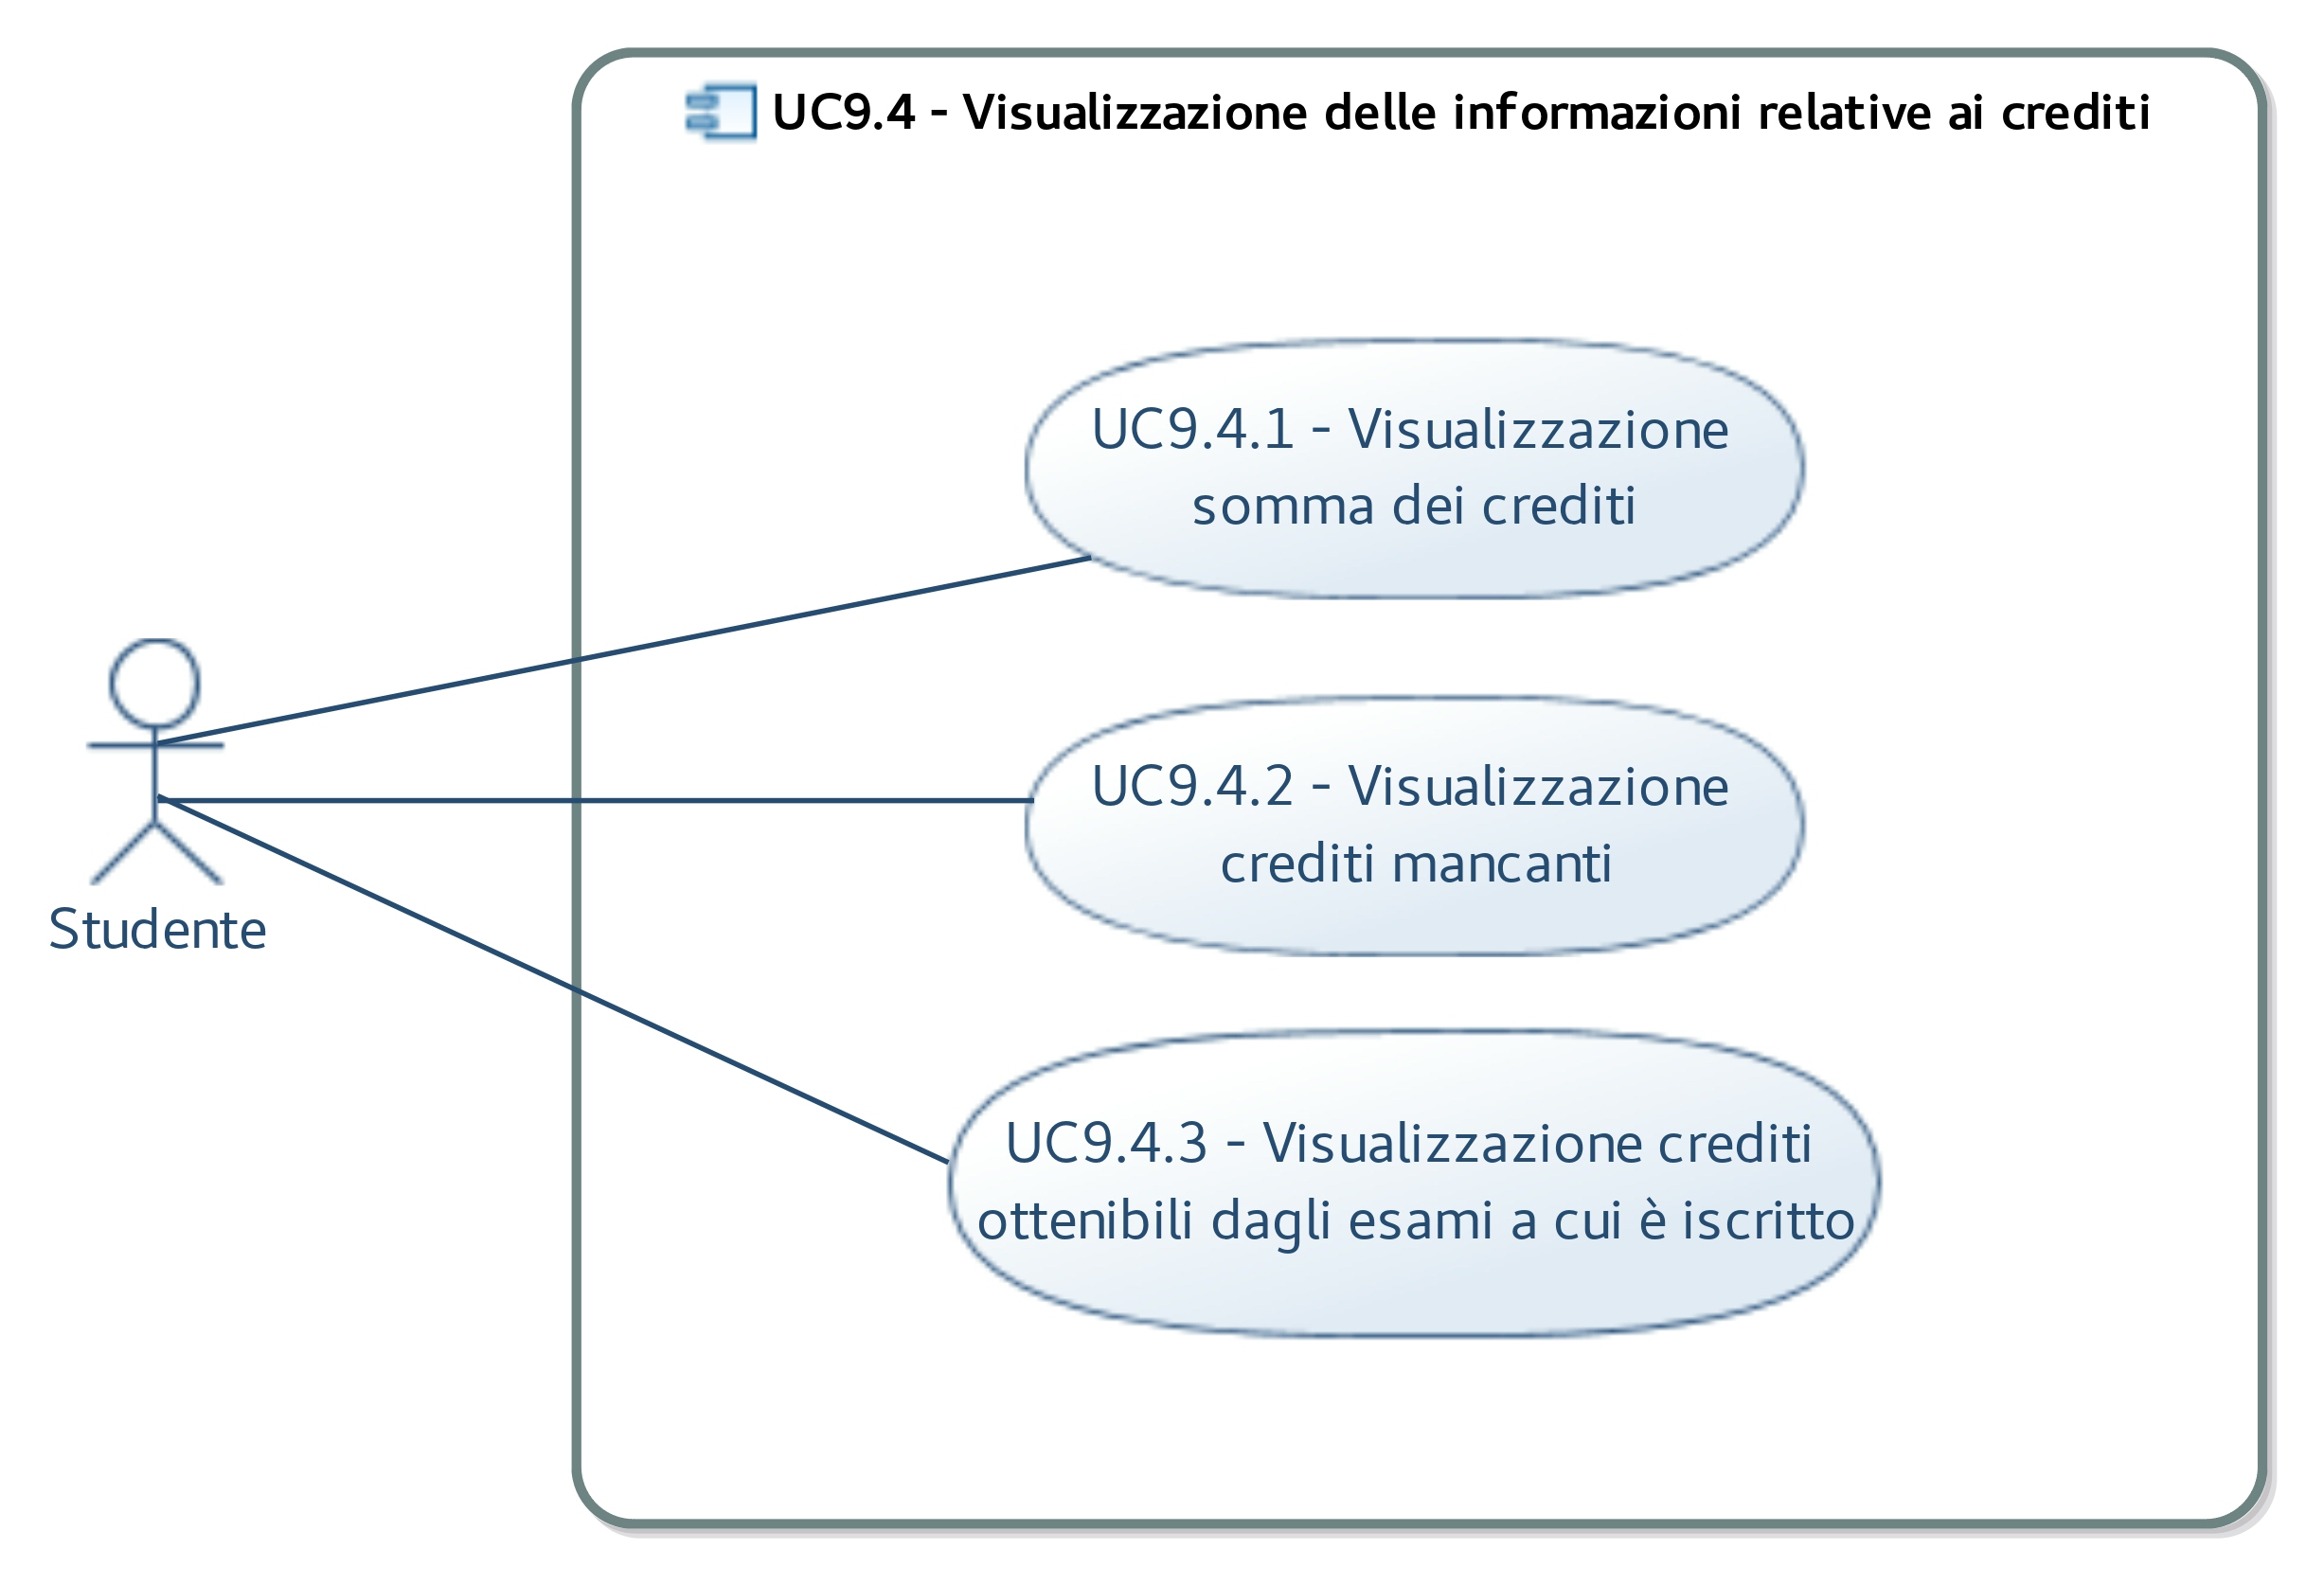 UC9.4 - Visualizzazione delle informazioni relative ai crediti
UC9.4.1 - Visualizzazione
somma dei crediti
UC9.4.2 - Visualizzazione
crediti mancanti
Studente
UC9.4.3 - Visualizzazione crediti
ottenibili dagli esami a cui è iscritto